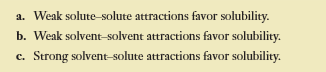 a. Weak solute–solute attractions favor solubility.
b. Weak solvent–solvent attractions favor solubility.
c. Strong solvent–solute attractions favor solubility.